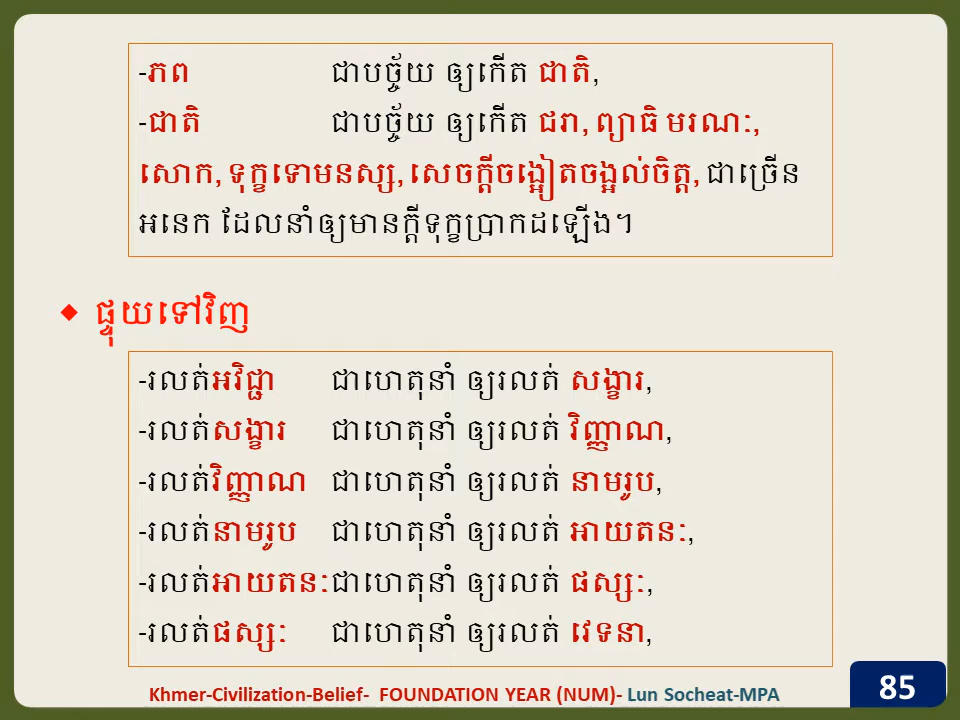 -ភព ជាបច្ច័យ ឲ្យកើត ជាតិ,
-ជាតិ ជាបច្ច័យ ឲ្យកើត ជរា, ព្យាធិ មរណៈ,
សោក, ទុក្ខទោមនស្ស, សេចក្តីចង្អៀតចង្អល់ចិត្ត, ជាច្រើន
អនេក ដែលនាំឲ្យមានក្តីទុក្ខប្រាកដឡើង។
ផ្ទុយទៅវិញ
-រលត់អវិជ្ជា ជាហេតុនាំ ឲ្យរលត់ សង្ខារ,
-រលត់សង្ខារ ជាហេតុនាំ ឲ្យរលត់ វិញ្ញាណ,
-រលត់វិញ្ញាណ ជាហេតុនាំ ឲ្យរលត់ នាមរូប,
-រលត់នាមរូប ជាហេតុនាំ ឲ្យរលត់ អាយតនៈ,
-រលត់អាយតនៈជាហេតុនាំ ឲ្យរលត់ ផស្សៈ,
-រលត់ផស្សៈ ជាហេតុនាំ ឲ្យរលត់ វេទនា,
Khmer-Civilization-Belief- FOUNDATION YEAR (NUM)- Lun Socheat-MPA
85